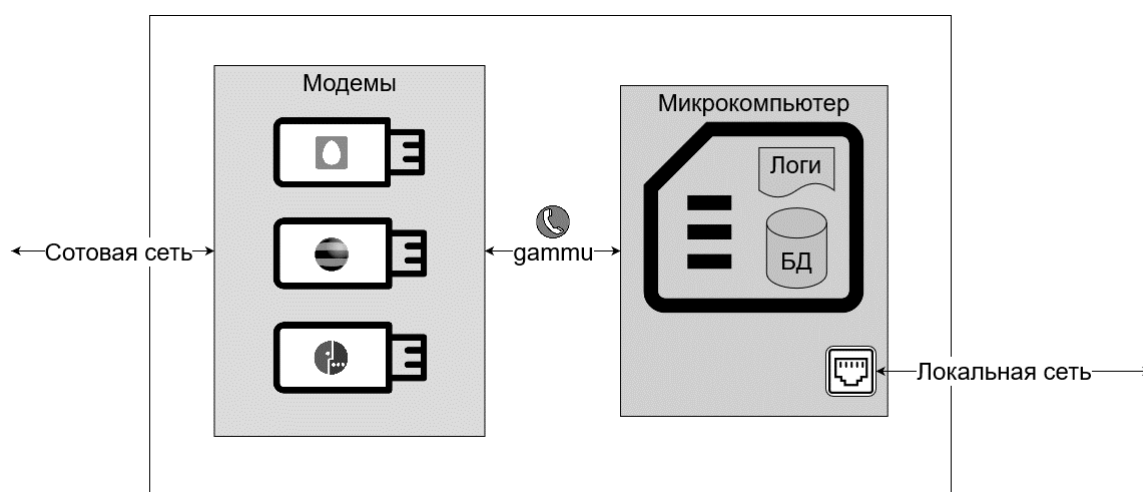 Модемы
Микрокомпьютер
Логи
БД
Сотовая сеть
gammu
Локальная сеть